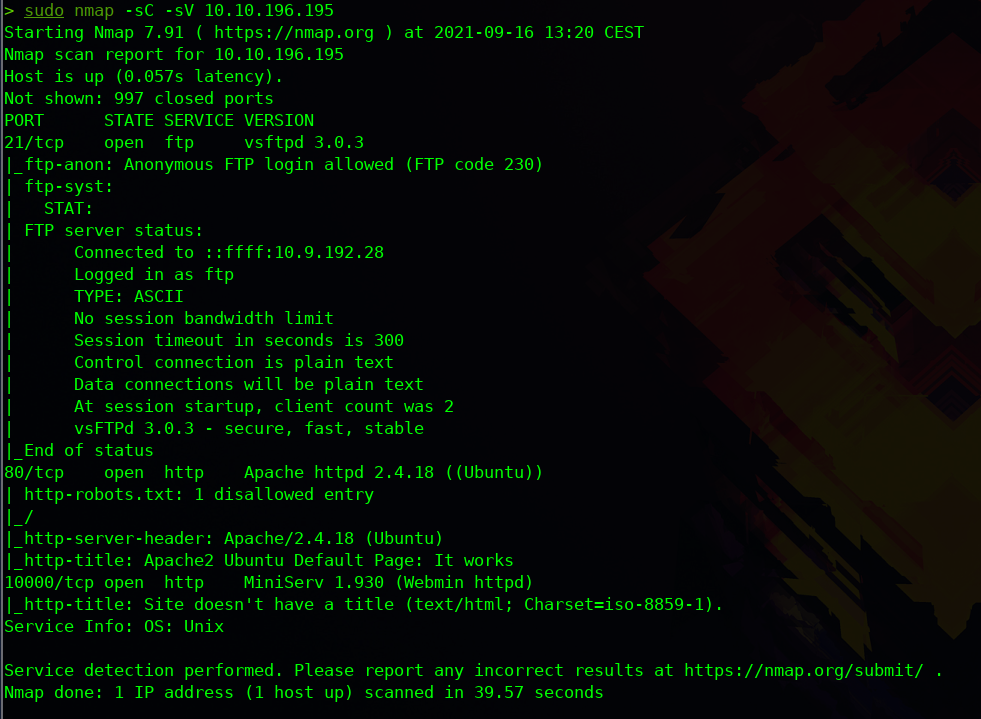 > sudo nmap -sC -sV 10.10.196.195
Starting Nmap 7.91 ( https://nmap.org ) at 2021-09-16 13:20 CEST
Nmap scan report for 10.10.196.195
Host is up (0.057s latency).
Not shown: 997 closed ports
PORT      STATE SERVICE VERSION
21/tcp    open  ftp     vsftpd 3.0.3
|_ftp-anon: Anonymous FTP login allowed (FTP code 230)
| ftp-syst:
|   STAT:
| FTP server status:
|      Connected to ::ffff:10.9.192.28
|      Logged in as ftp
|      TYPE: ASCII
|      No session bandwidth limit
|      Session timeout in seconds is 300
|      Control connection is plain text
|      Data connections will be plain text
|      At session startup, client count was 2
|      vsFTPd 3.0.3 - secure, fast, stable
|_End of status
80/tcp    open  http    Apache httpd 2.4.18 ((Ubuntu))
| http-robots.txt: 1 disallowed entry
|_/
|_http-server-header: Apache/2.4.18 (Ubuntu)
|_http-title: Apache2 Ubuntu Default Page: It works
10000/tcp open  http    MiniServ 1.930 (Webmin httpd)
|_http-title: Site doesn't have a title (text/html; Charset=iso-8859-1).
Service Info: OS: Unix

Service detection performed. Please report any incorrect results at https://nmap.org/submit/ .
Nmap done: 1 IP address (1 host up) scanned in 39.57 seconds